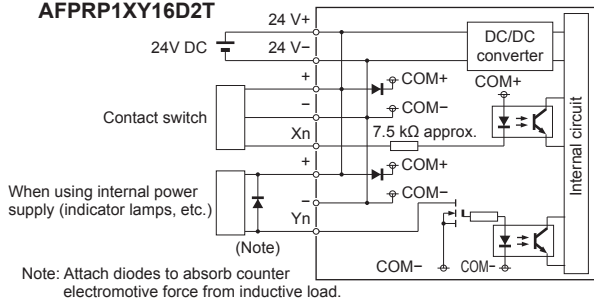 AFPRP1XY16D2T
24V DC
24 V+
24 V−
DC/DC
converter
Contact switch
+
−
Xn
COM+
COM−
7.5 kΩ approx.
COM+
Internal circuit
When using internal power
supply (indicator lamps, etc.)
+
−
Yn
COM+
COM−
(Note)
COM−
COM−
Note: Attach diodes to absorb counter
electromotive force from inductive load.